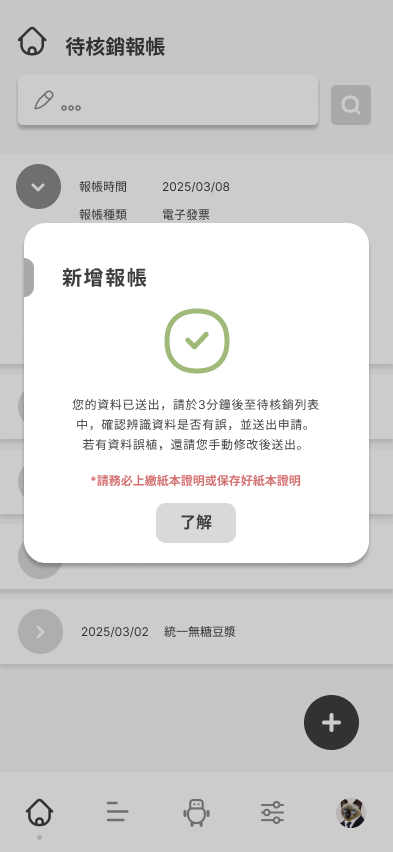 待核銷報帳
報帳時間 2025/03/08
報帳種類 電子發票
新增報帳
您的資料已送出，請於3分鐘後至待核銷列表
中，確認辨識資料是否有誤，並送出申請。
若有資料誤植，還請您手動修改後送出。
*請務必上繳紙本證明或保存好紙本證明
了解
2025/03/02 統一無糖豆漿